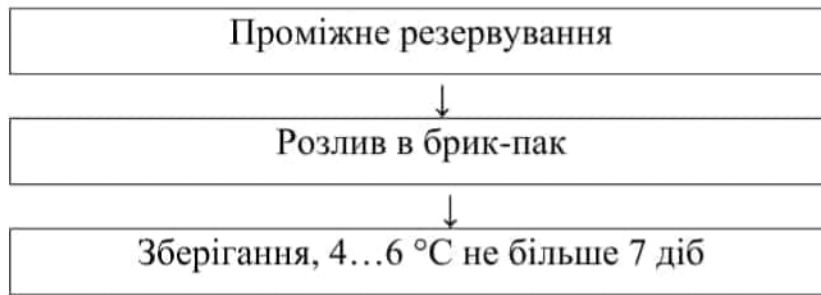 Проміжне резервування
↓
Розлив в брик-пак
↓
Зберігання, 4…6 °С не більше 7 діб